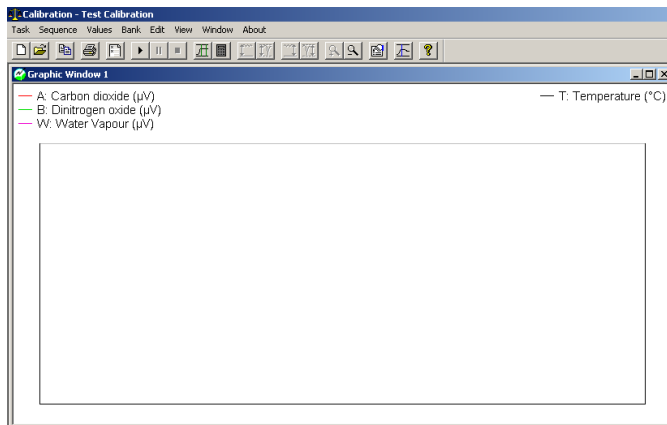 Calibration - Test Calibration
Task Sequence Values Bank Edit View Window About
Graphic Window 1
A: Carbon dioxide (µV)
T: Temperature (°C)
B: Dinitrogen oxide (µV)
W: Water Vapour (µV)